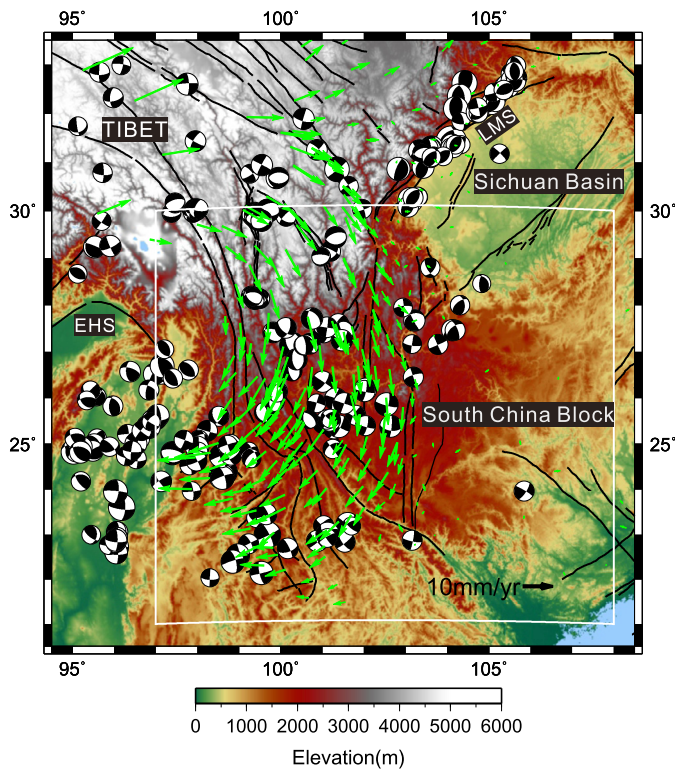 95° 100° 105°
TIBET
LMS
Sichuan Basin
30° 30°
EHS
South China Block
25° 25°
10mm/yr
95° 100° 105°
0 1000 2000 3000 4000 5000 6000
Elevation(m)